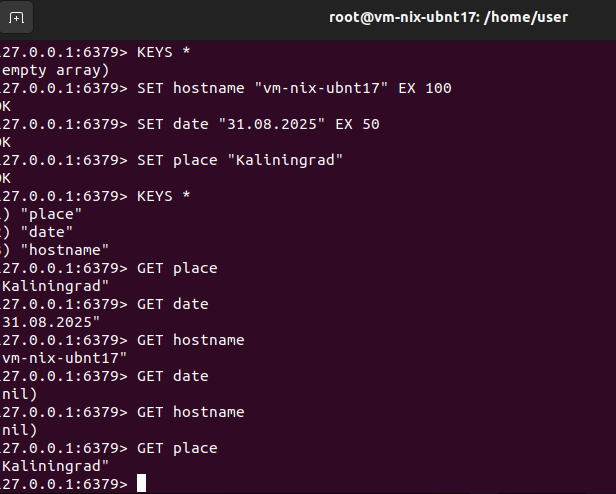 root@vm-nix-ubnt17: /home/user
27.0.0.1:6379> KEYS *
empty array)
27.0.0.1:6379> SET hostname "vm-nix-ubnt17" EX 100
OK
27.0.0.1:6379> SET date "31.08.2025" EX 50
OK
27.0.0.1:6379> SET place "Kaliningrad"
OK
27.0.0.1:6379> KEYS *
) "place"
) "date"
) "hostname"
27.0.0.1:6379> GET place
Kaliningrad"
27.0.0.1:6379> GET date
31.08.2025"
27.0.0.1:6379> GET hostname
vm-nix-ubnt17"
27.0.0.1:6379> GET date
nil)
27.0.0.1:6379> GET hostname
nil)
27.0.0.1:6379> GET place
Kaliningrad"
27.0.0.1:6379>